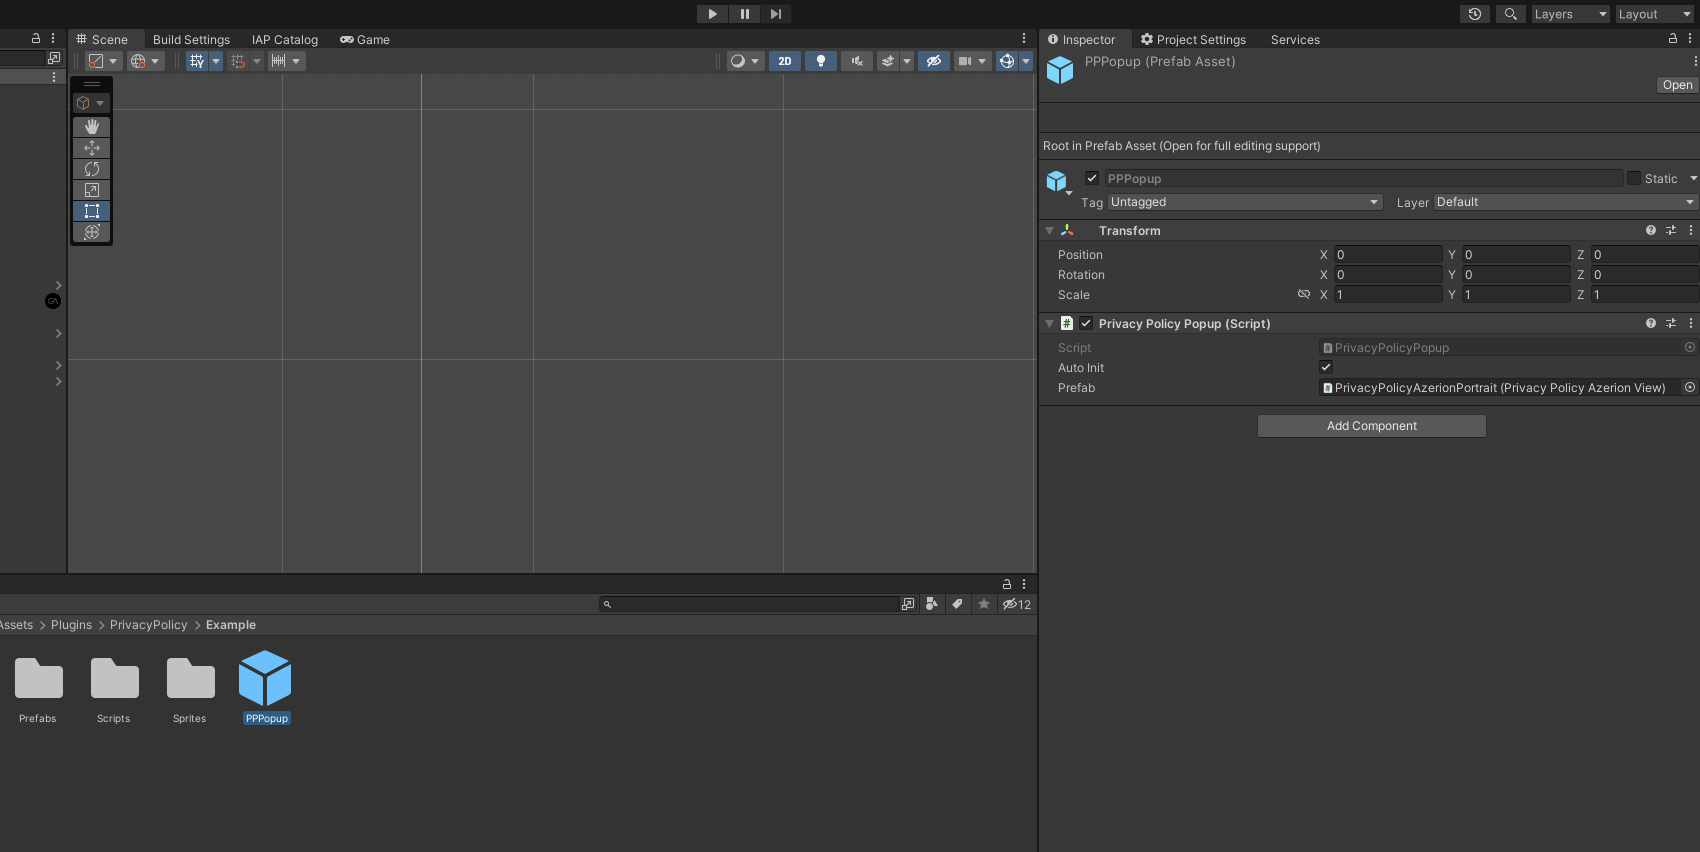 Layers
Layout
Scene
Build Settings
IAP Catalog
Game
Inspector
Project Settings
Services
2D
PPPopup (Prefab Asset)
Open
Root in Prefab Asset (Open for full editing support)
PPPopup
Static
Tag
Untagged
Layer
Default
Transform
Position
X 0 Y 0 Z 0
Rotation
X 0 Y 0 Z 0
Scale
X 1 Y 1 Z 1
GA
# Privacy Policy Popup (Script)
Script
PrivacyPolicyPopup
Auto Init
Prefab
PrivacyPolicyAzerionPortrait (Privacy Policy Azerion View)
Add Component
12
Assets > Plugins > PrivacyPolicy > Example
Prefabs
Scripts
Sprites
PPPopup